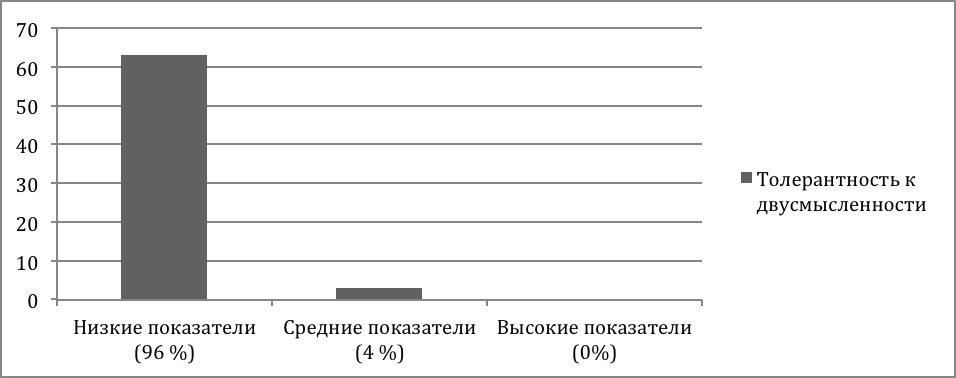 70
60
50
40
30
20
10
0
Низкие показатели
(96 %)
Средние показатели
(4 %)
Высокие показатели
(0%)
Толерантность к
двусмысленности